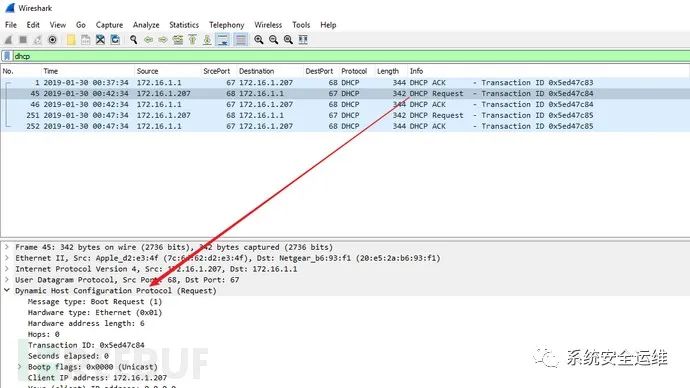 Wireshark
File Edit View Go Capture Analyze Statistics Telephony Wireless Tools Help
dhcp
No. Time Source SrcePort Destination DestPort Protocol Length Info
1 2019-01-30 00:37:34 172.16.1.1 67 172.16.1.207 68 DHCP 344 DHCP ACK - Transaction ID 0x5ed47c83
45 2019-01-30 00:42:34 172.16.1.207 68 172.16.1.1 67 DHCP 342 DHCP Request - Transaction ID 0x5ed47c84
46 2019-01-30 00:42:34 172.16.1.1 67 172.16.1.207 68 DHCP 344 DHCP ACK - Transaction ID 0x5ed47c84
251 2019-01-30 00:47:34 172.16.1.207 68 172.16.1.1 67 DHCP 342 DHCP Request - Transaction ID 0x5ed47c85
252 2019-01-30 00:47:34 172.16.1.1 67 172.16.1.207 68 DHCP 344 DHCP ACK - Transaction ID 0x5ed47c85
Frame 45: 342 bytes on wire (2736 bits), 342 bytes captured (2736 bits)
Ethernet II, Src: Apple_d2:e3:4f (7c:6d:62:d2:e3:4f), Dst: Netgear_b6:93:f1 (20:e5:2a:b6:93:f1)
Internet Protocol Version 4, Src: 172.16.1.207, Dst: 172.16.1.1
User Datagram Protocol, Src Port: 68, Dst Port: 67
Dynamic Host Configuration Protocol (Request)
Message type: Boot Request (1)
Hardware type: Ethernet (0x01)
Hardware address length: 6
Hops: 0
Transaction ID: 0x5ed47c84
Seconds elapsed: 0
Bootp flags: 0x0000 (Unicast)
Client IP address: 172.16.1.207
系统安全运维